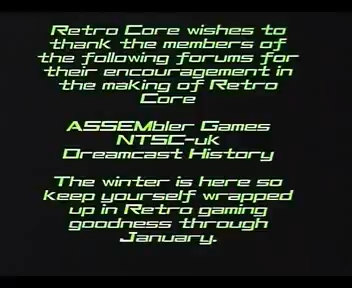 Retro Core wishes to
thank the members of
the following forums for
their encouragement in
the making of Retro
Core
ASSEMbler Games
NTSC-uk
Dreamcast History
The winter is here so
keep yourself wrapped
up in Retro gaming
goodness through
January.